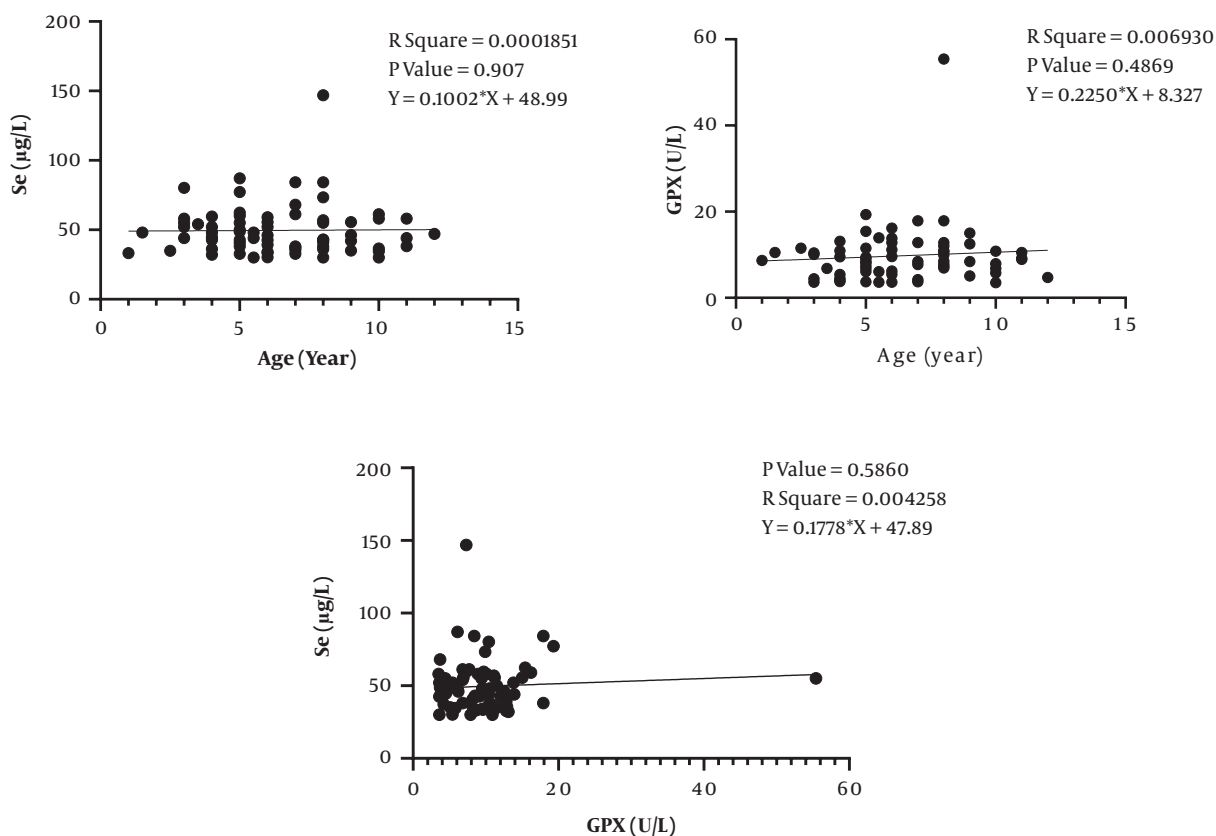 200
150
100
50
0
Se (µg/L)
R Square = 0.0001851
P Value = 0.907
Y = 0.1002*X + 48.99
0 5 10 15
Age (Year)
60
40
20
0
GPX (U/L)
R Square = 0.006930
P Value = 0.4869
Y = 0.2250*X + 8.327
0 5 10 15
Age (year)
200
150
100
50
0
Se (µg/L)
P Value = 0.5860
R Square = 0.004258
Y = 0.1778*X + 47.89
0 20 40 60
GPX (U/L)